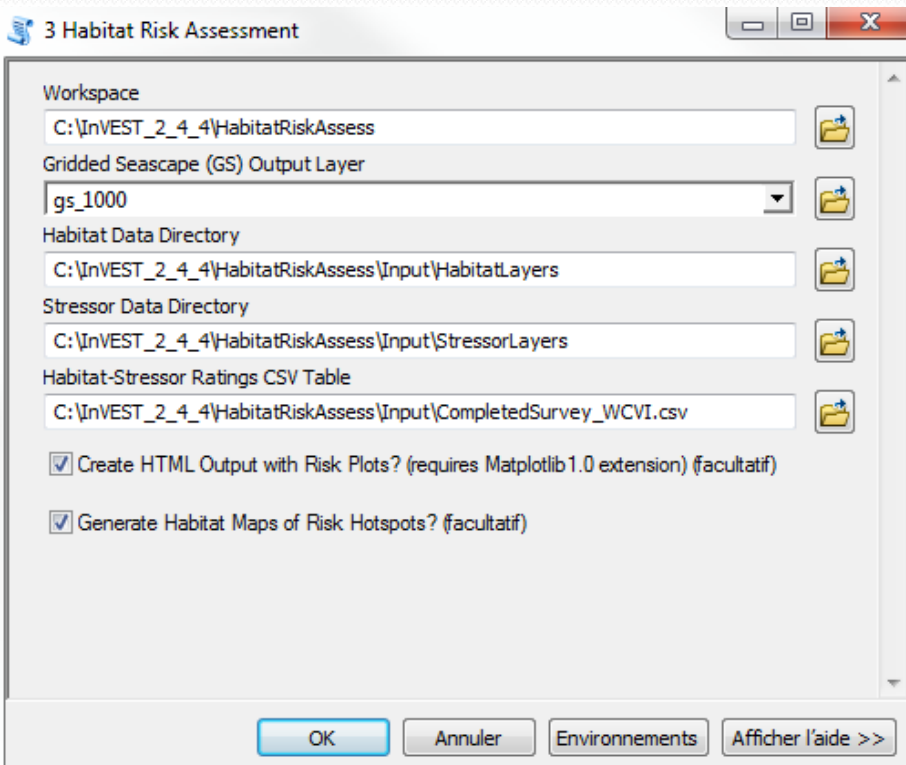 3 Habitat Risk Assessment
Workspace
C:\InVEST_2_4_4\HabitatRiskAssess
Gridded Seascape (GS) Output Layer
gs_1000
Habitat Data Directory
C:\InVEST_2_4_4\HabitatRiskAssess\Input\HabitatLayers
Stressor Data Directory
C:\InVEST_2_4_4\HabitatRiskAssess\Input\StressorLayers
Habitat-Stressor Ratings CSV Table
C:\InVEST_2_4_4\HabitatRiskAssess\Input\CompletedSurvey_WCVI.csv
Create HTML Output with Risk Plots? (requires Matplotlib1.0 extension) (facultatif)
Generate Habitat Maps of Risk Hotspots? (facultatif)
OK Annuler Environnements Afficher l'aide >>